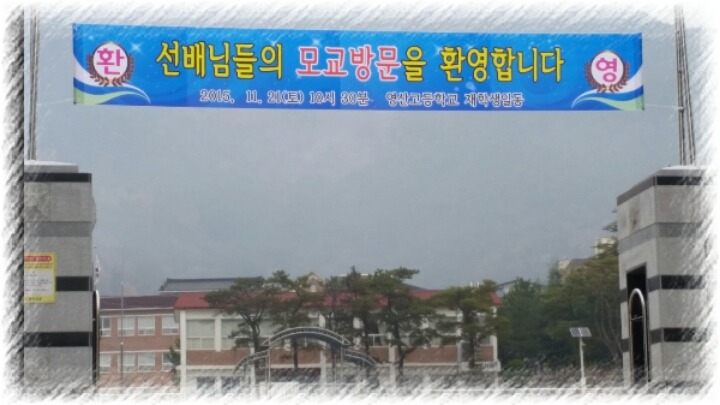 환 선배님들의 모교방문을 환영합니다 영
2015. 11. 21(토) 10시 30분 영산고등학교 재학생일동